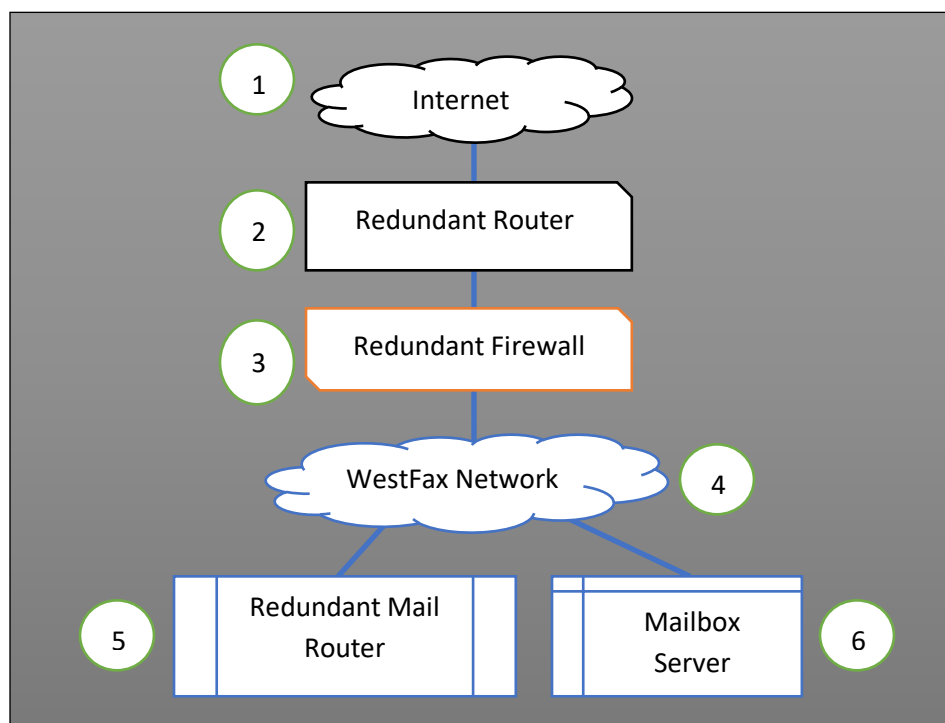 1
Internet
2
Redundant Router
3
Redundant Firewall
WestFax Network
4
5
Redundant Mail
Router
Mailbox
Server
6